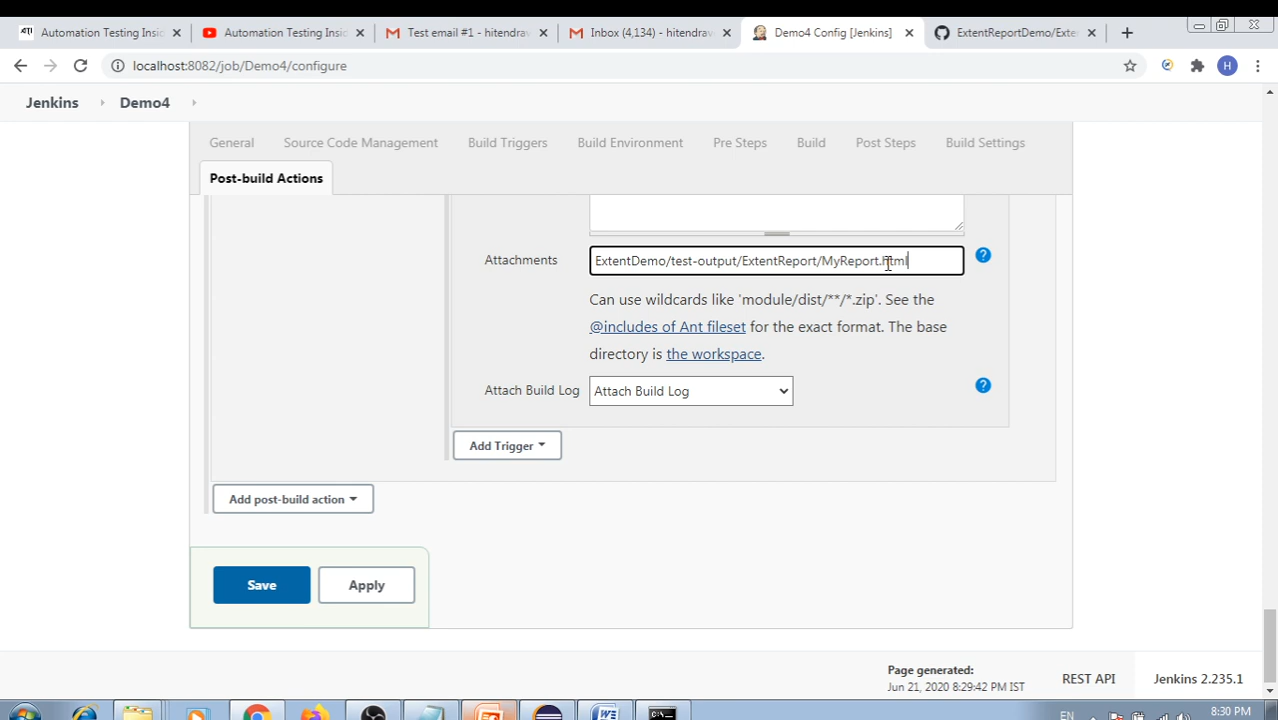 ATI Automation Testing Insi
Automation Testing Insi
Test email #1 - hitendrav
Inbox (4,134) - hitendrav
Demo4 Config [Jenkins]
ExtentReportDemo/Exte
localhost:8082/job/Demo4/configure
H
Jenkins Demo4
General Source Code Management Build Triggers Build Environment Pre Steps Build Post Steps Build Settings
Post-build Actions
Attachments ExtentDemo/test-output/ExtentReport/MyReport.html
Can use wildcards like 'module/dist/**/*.zip'. See the
@includes of Ant fileset for the exact format. The base
directory is the workspace.
Attach Build Log Attach Build Log
Add Trigger
Add post-build action
Save Apply
Page generated:
Jun 21, 2020 8:29:42 PM IST
REST API Jenkins 2.235.1
EN 8:30 PM